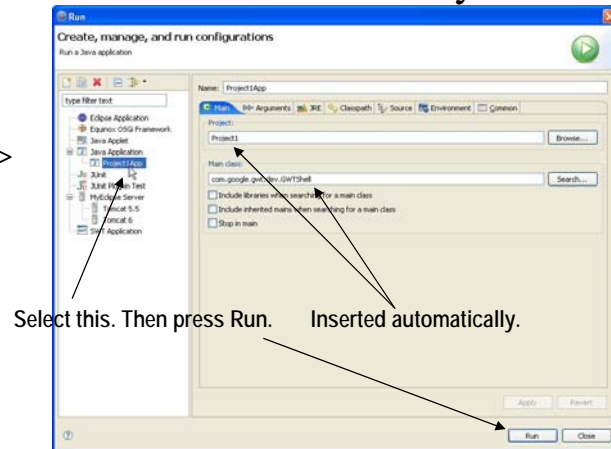 Run
Create, manage, and run configurations
Run a Java application
type filter text
Eclipse Application
Equinox OSGi Framework
Java Applet
Java Application
Project1App
JUnit
JUnit Plug-in Test
MyEclipse Server
Tomcat 5.5
Tomcat 6
SWT Application
Name: Project1App
Main
(x)= Arguments
JRE
Classpath
Source
Environment
Common
Project:
Project1
Browse...
Main class:
com.google.gwt.dev.GWTShell
Search...
Include libraries when searching for a main class
Include inherited mains when searching for a main class
Stop in main
>
Select this. Then press Run.
Inserted automatically.
Apply
Revert
Run
Close